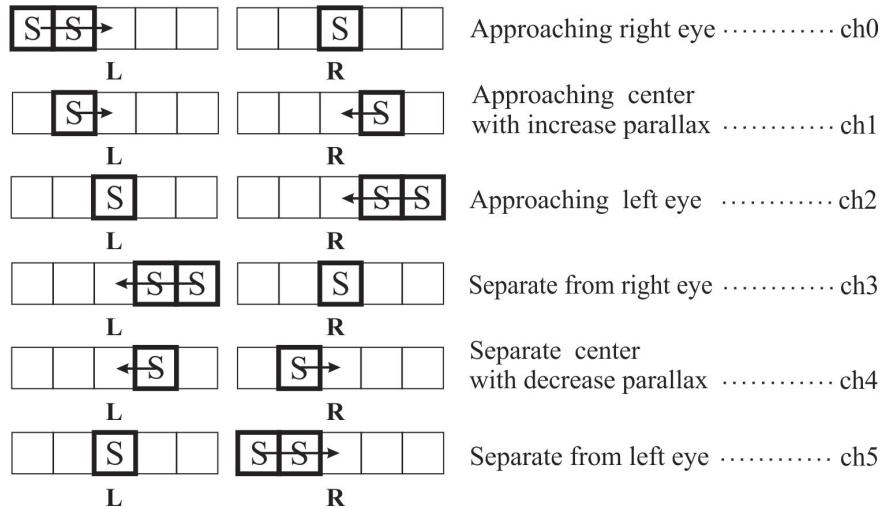 S S S Approaching right eye ············ ch0
L R
S S Approaching center
with increase parallax ············ ch1
L R
S S S Approaching left eye ············ ch2
L R
S S S Separate from right eye ············ ch3
L R
S S Separate center
with decrease parallax ············ ch4
L R
S S S Separate from left eye ············ ch5
L R